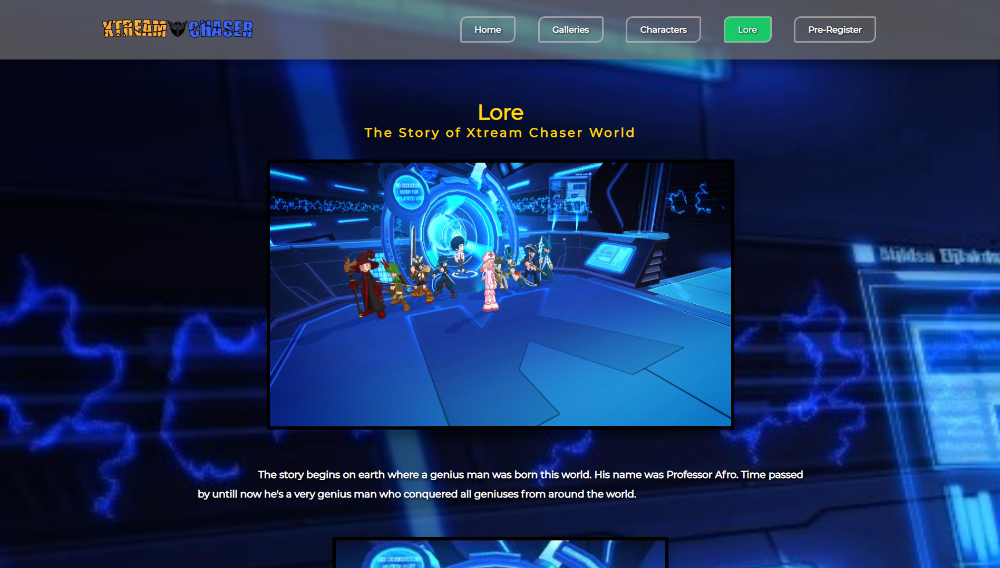 XTREAM CHASER
Home
Galleries
Characters
Lore
Pre-Register
Lore
The Story of Xtream Chaser World
READY FOR
The story begins on earth where a genius man was born this world. His name was Professor Afro. Time passed
by untill now he's a very genius man who conquered all geniuses from around the world.